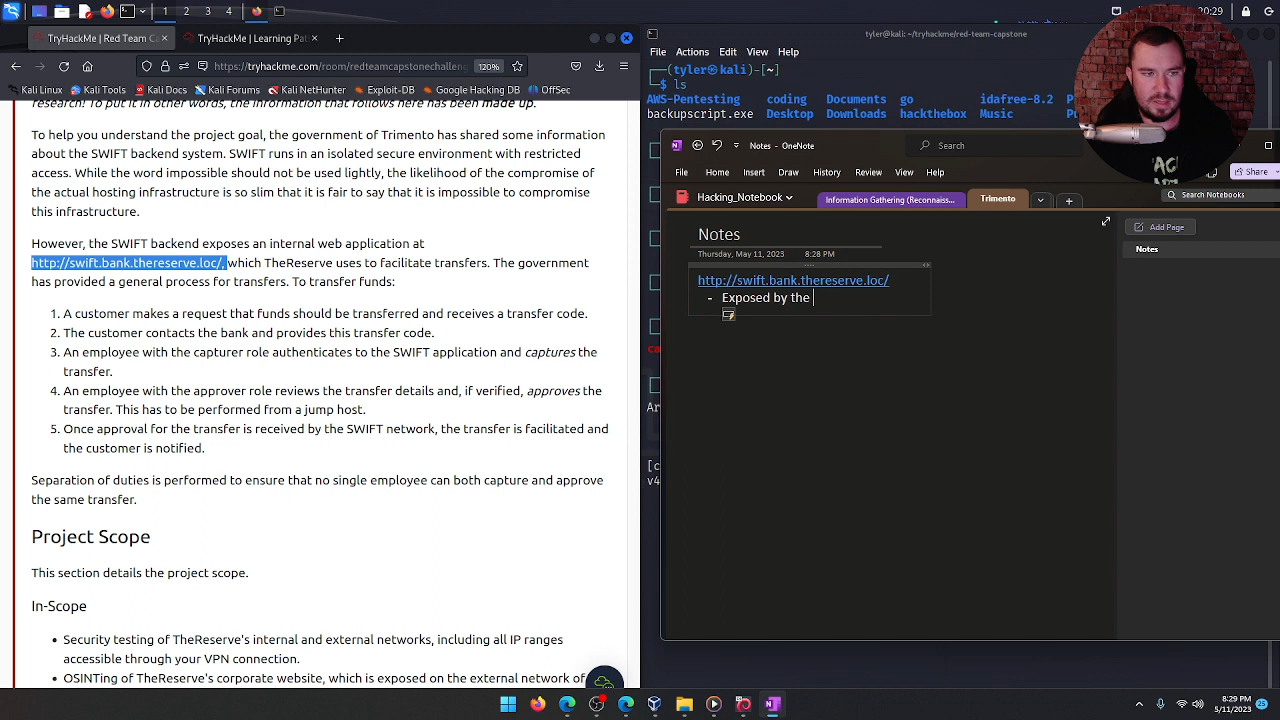 1 2 3 4 20:29
TryHackMe | Red Team Ca
TryHackMe | Learning Pat
https://tryhackme.com/room/redteamcapstonechalleng
120%
Kali Linux Kali Tools Kali Docs Kali Forums Kali NetHunter Exploit-DB Google Hacking DB OffSec
research! To put it in other words, the information that follows here has been made up.
To help you understand the project goal, the government of Trimento has shared some information
about the SWIFT backend system. SWIFT runs in an isolated secure environment with restricted
access. While the word impossible should not be used lightly, the likelihood of the compromise of
the actual hosting infrastructure is so slim that it is fair to say that it is impossible to compromise
this infrastructure.
However, the SWIFT backend exposes an internal web application at
http://swift.bank.thereserve.loc/, which TheReserve uses to facilitate transfers. The government
has provided a general process for transfers. To transfer funds:
1. A customer makes a request that funds should be transferred and receives a transfer code.
2. The customer contacts the bank and provides this transfer code.
3. An employee with the capturer role authenticates to the SWIFT application and captures the
transfer.
4. An employee with the approver role reviews the transfer details and, if verified, approves the
transfer. This has to be performed from a jump host.
5. Once approval for the transfer is received by the SWIFT network, the transfer is facilitated and
the customer is notified.
Separation of duties is performed to ensure that no single employee can both capture and approve
the same transfer.
Project Scope
This section details the project scope.
In-Scope
• Security testing of TheReserve's internal and external networks, including all IP ranges
accessible through your VPN connection.
• OSINTing of TheReserve's corporate website, which is exposed on the external network of
tyler@kali: ~/tryhackme/red-team-capstone
File Actions Edit View Help
(tyler㉿kali)-[~]
$ ls
AWS-Pentesting coding Documents go idafree-8.2
backupscript.exe Desktop Downloads hackthebox Music
Notes - OneNote
Search
File Home Insert Draw History Review View Help
Share
Hacking_Notebook
Information Gathering (Reconnaiss...
Trimento
Search Notebooks
Add Page
Notes
Notes
Thursday, May 11, 2023 8:28 PM
http://swift.bank.thereserve.loc/
- Exposed by the
8:29 PM
5/11/2023